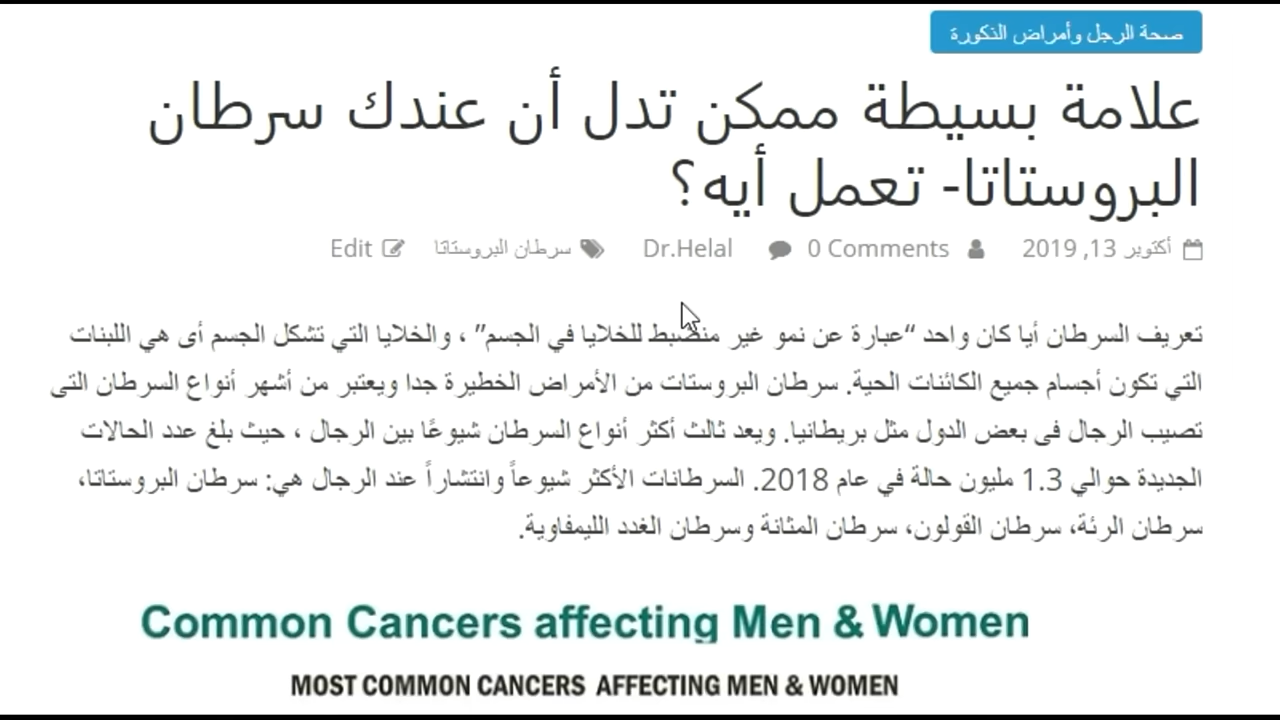 صحة الرجل وأمراض الذكورة
علامة بسيطة ممكن تدل أن عندك سرطان
البروستاتا- تعمل أيه؟
أكتوبر 13, 2019 0 Comments Dr.Helal سرطان البروستاتا Edit
تعريف السرطان أيا كان واحد “عبارة عن نمو غير منضبط للخلايا في الجسم” ، والخلايا التي تشكل الجسم أى هي اللبنات
التي تكون أجسام جميع الكائنات الحية. سرطان البروستات من الأمراض الخطيرة جدا ويعتبر من أشهر أنواع السرطان التى
تصيب الرجال فى بعض الدول مثل بريطانيا. ويعد ثالث أكثر أنواع السرطان شيوعًا بين الرجال ، حيث بلغ عدد الحالات
الجديدة حوالي 1.3 مليون حالة في عام 2018. السرطانات الأكثر شيوعاً وانتشاراً عند الرجال هي: سرطان البروستاتا،
سرطان الرئة، سرطان القولون، سرطان المثانة وسرطان الغدد الليمفاوية.
Common Cancers affecting Men & Women
MOST COMMON CANCERS AFFECTING MEN & WOMEN